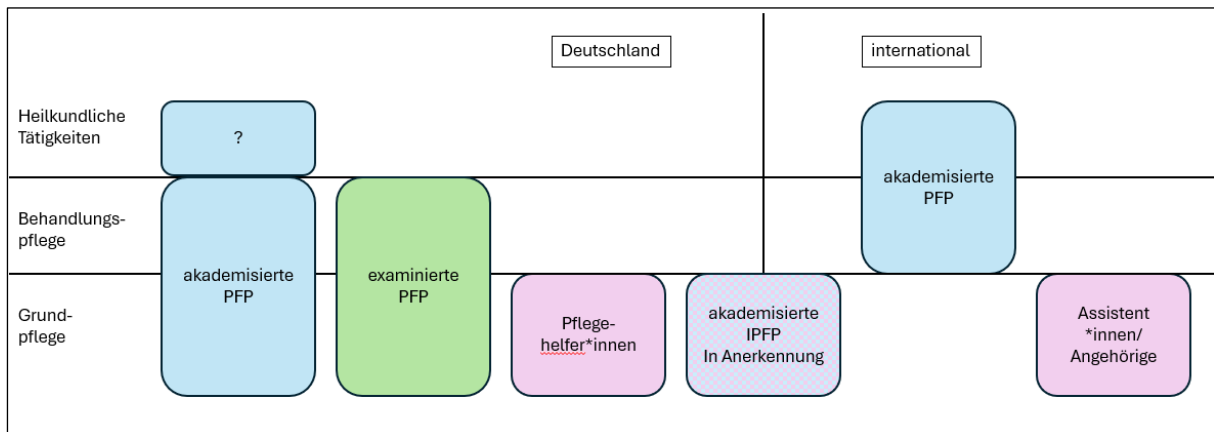 Deutschland
international
Heilkundliche
Tätigkeiten
?
Behandlungs-
pflege
akademisierte
PFP
examinierte
PFP
akademisierte
PFP
Grund-
pflege
Pflege-
helfer*innen
akademisierte
IPFP
In Anerkennung
Assistent
*innen/
Angehörige